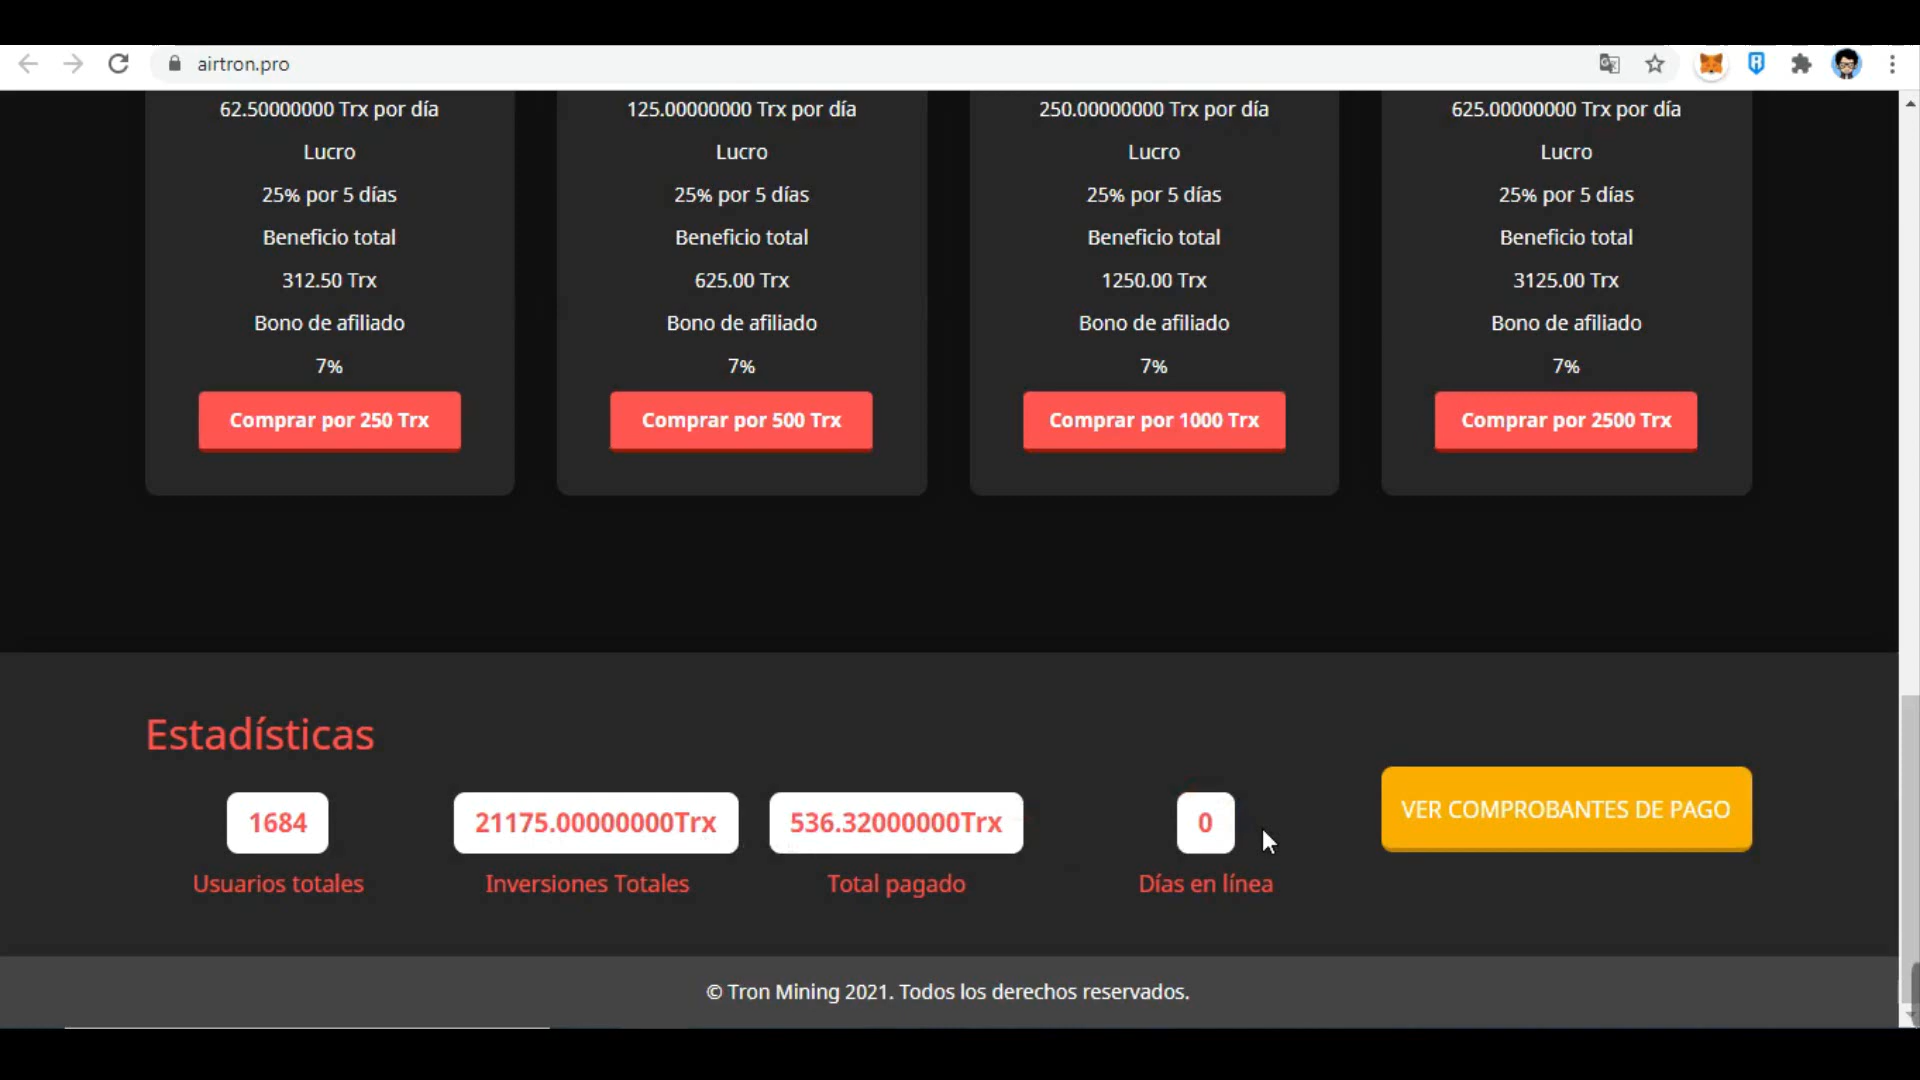 airtron.pro
62.50000000 Trx por día
Lucro
25% por 5 días
Beneficio total
312.50 Trx
Bono de afiliado
7%
Comprar por 250 Trx
125.00000000 Trx por día
Lucro
25% por 5 días
Beneficio total
625.00 Trx
Bono de afiliado
7%
Comprar por 500 Trx
250.00000000 Trx por día
Lucro
25% por 5 días
Beneficio total
1250.00 Trx
Bono de afiliado
7%
Comprar por 1000 Trx
625.00000000 Trx por día
Lucro
25% por 5 días
Beneficio total
3125.00 Trx
Bono de afiliado
7%
Comprar por 2500 Trx
Estadísticas
1684
Usuarios totales
21175.00000000Trx
Inversiones Totales
536.32000000Trx
Total pagado
0
Días en línea
VER COMPROBANTES DE PAGO
© Tron Mining 2021. Todos los derechos reservados.